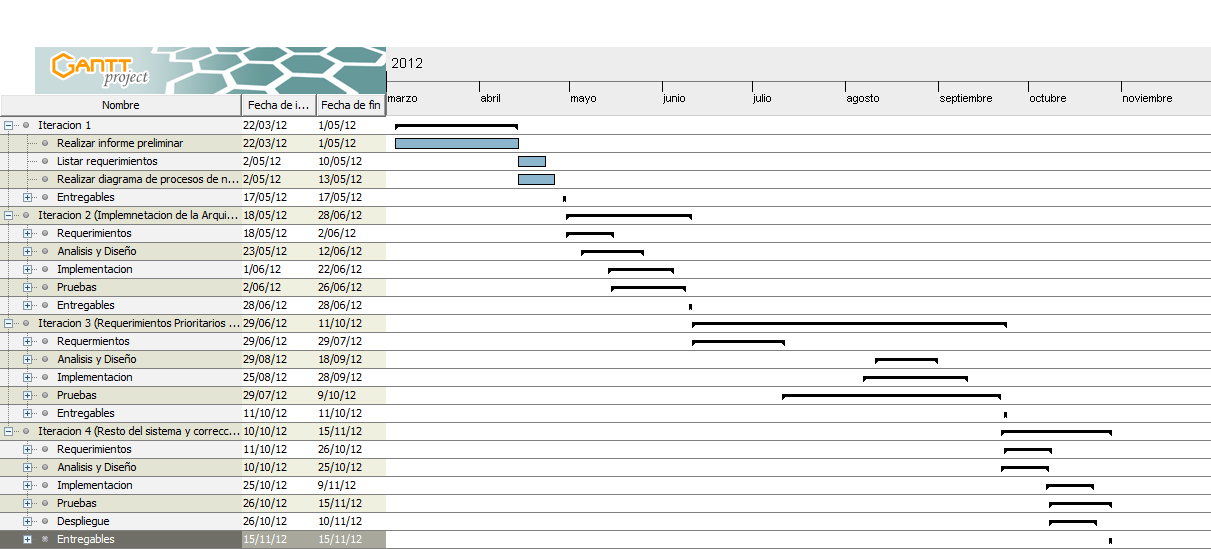 GANTT project
2012
marzo abril mayo junio julio agosto septiembre octubre noviembre
Nombre Fecha de i... Fecha de fin
Iteracion 1 22/03/12 1/05/12
Realizar informe preliminar 22/03/12 1/05/12
Listar requerimientos 2/05/12 10/05/12
Realizar diagrama de procesos de n... 2/05/12 13/05/12
Entregables 17/05/12 17/05/12
Iteracion 2 (Implemnetacion de la Arqui... 18/05/12 28/06/12
Requerimientos 18/05/12 2/06/12
Analisis y Diseño 23/05/12 12/06/12
Implementacion 1/06/12 22/06/12
Pruebas 2/06/12 26/06/12
Entregables 28/06/12 28/06/12
Iteracion 3 (Requerimientos Prioritarios ... 29/06/12 11/10/12
Requermientos 29/06/12 29/07/12
Analisis y Diseño 29/08/12 18/09/12
Implementacion 25/08/12 28/09/12
Pruebas 29/07/12 9/10/12
Entregables 11/10/12 11/10/12
Iteracion 4 (Resto del sistema y correcc... 10/10/12 15/11/12
Requerimientos 11/10/12 26/10/12
Analisis y Diseño 10/10/12 25/10/12
Implementacion 25/10/12 9/11/12
Pruebas 26/10/12 15/11/12
Despliegue 26/10/12 10/11/12
Entregables 15/11/12 15/11/12